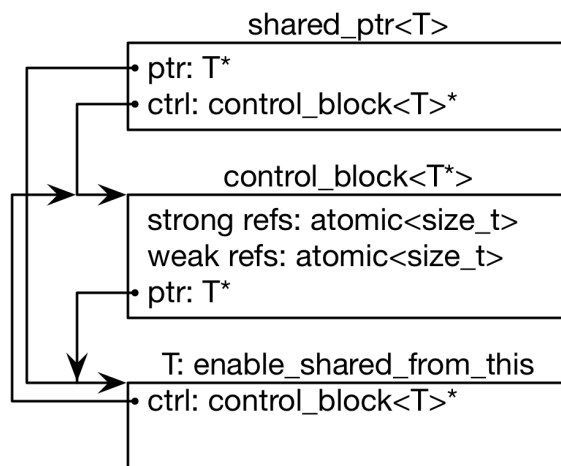 shared_ptr<T>
ptr: T*
ctrl: control_block<T>*
control_block<T*>
strong refs: atomic<size_t>
weak refs: atomic<size_t>
ptr: T*
T: enable_shared_from_this
ctrl: control_block<T>*